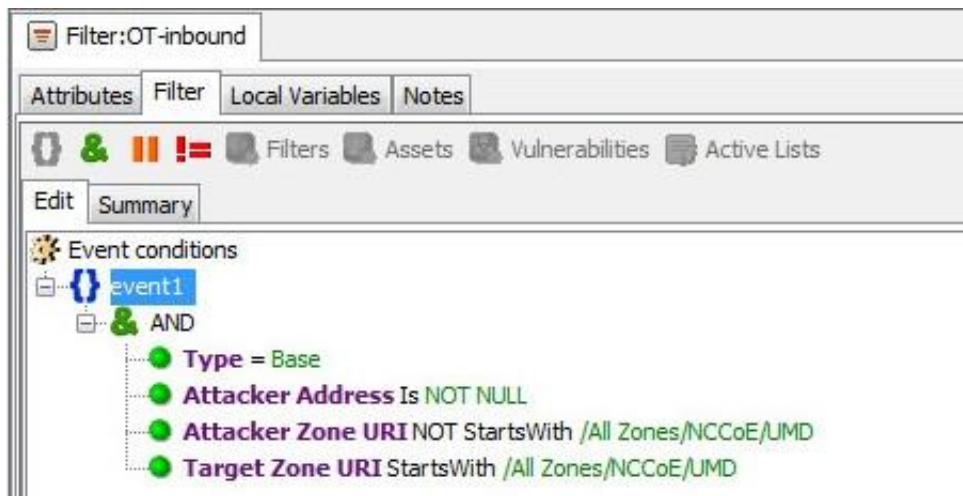 Filter:OT-inbound
Attributes Filter Local Variables Notes
Filters Assets Vulnerabilities Active Lists
Edit Summary
Event conditions
event1
AND
Type = Base
Attacker Address Is NOT NULL
Attacker Zone URI NOT StartsWith /All Zones/NCCoE/UMD
Target Zone URI StartsWith /All Zones/NCCoE/UMD